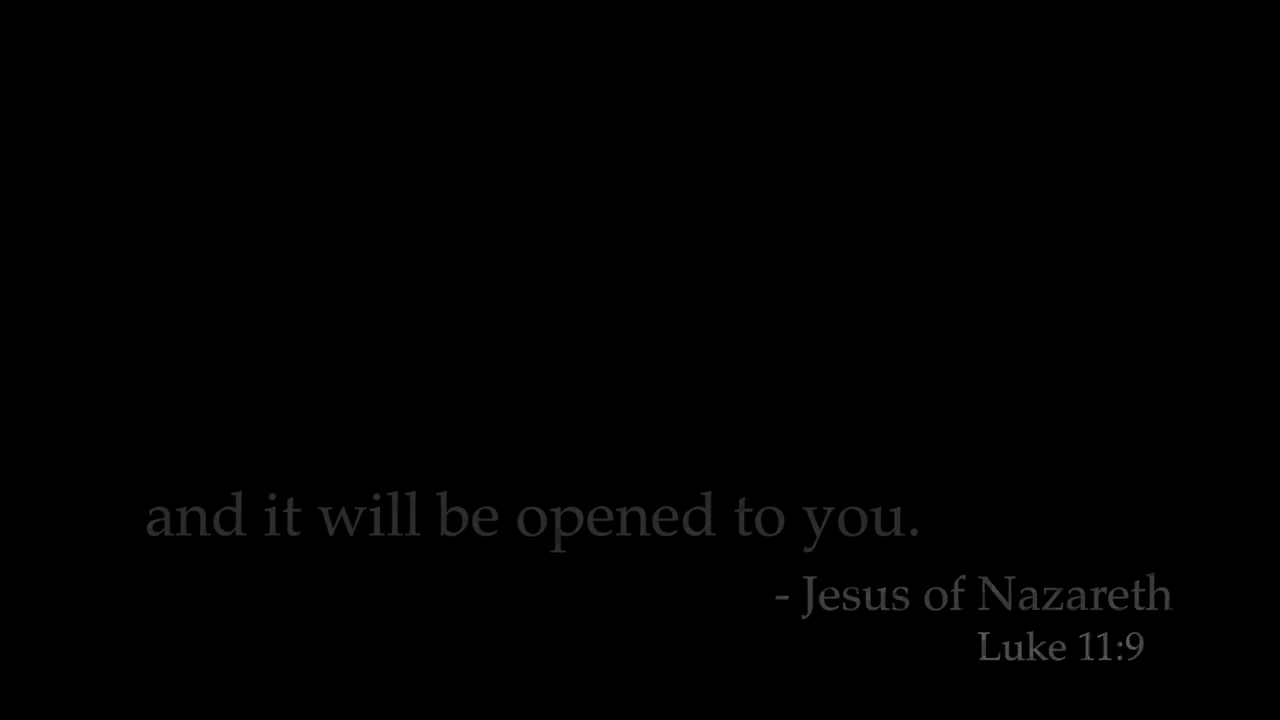 and it will be opened to you.
- Jesus of Nazareth
Luke 11:9